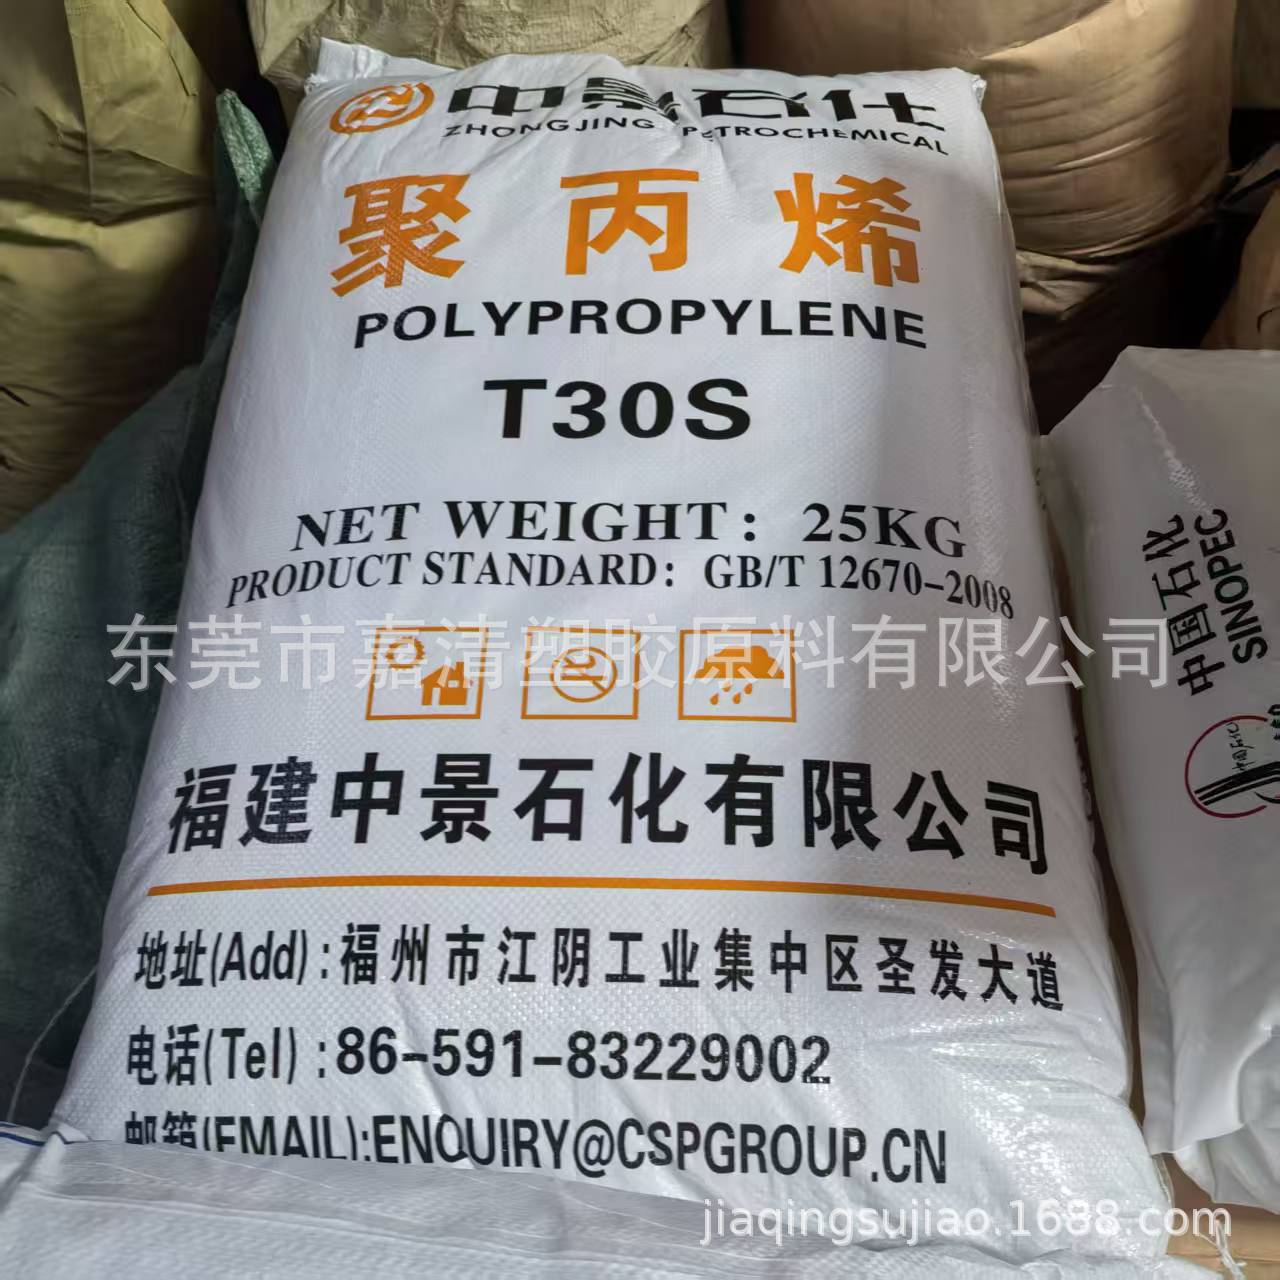 中景石化
ZHONGJING PETROCHEMICAL
聚丙烯
POLYPROPYLENE
T30S
NET WEIGHT: 25KG
PRODUCT STANDARD: GB/T 12670-2008
东莞市嘉清塑胶原料有限公司
福建中景石化有限公司
地址(Add):福州市江阴工业集中区圣发大道
电话(Tel):86-591-83229002
邮箱(EMAIL):ENQUIRY@CSPGROUP.CN
中国石化
SINOPEC
中国石化
jiaqingsujiao.1688.com